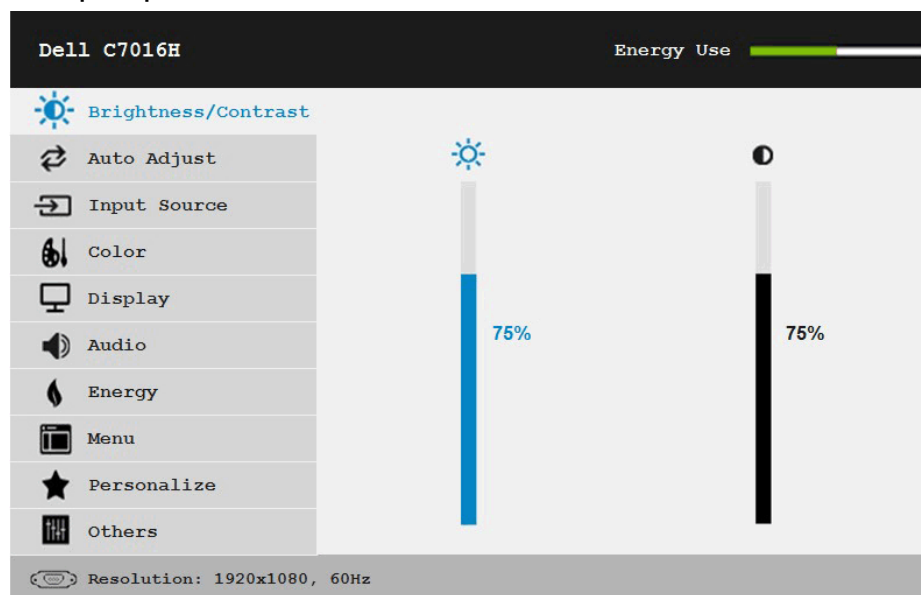 Dell C7016H
Energy Use
Brightness/Contrast
Auto Adjust
Input Source
Color
Display
Audio
Energy
Menu
Personalize
Others
75%
75%
Resolution: 1920x1080, 60Hz